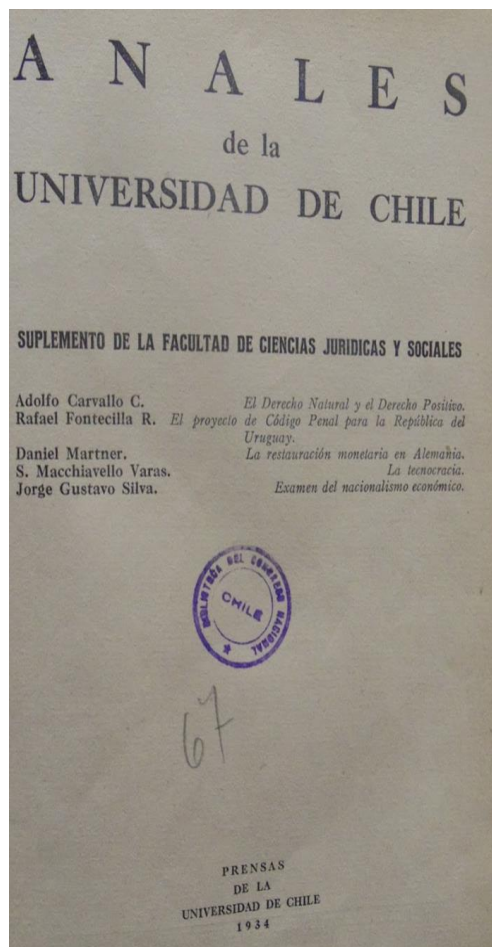 ANALES
de la
UNIVERSIDAD DE CHILE
SUPLEMENTO DE LA FACULTAD DE CIENCIAS JURIDICAS Y SOCIALES
Adolfo Carvallo C. El Derecho Natural y el Derecho Positivo.
Rafael Fontecilla R. El proyecto de Código Penal para la República del
Uruguay.
Daniel Martner. La restauración monetaria en Alemania.
S. Macchiavello Varas. La tecnocracia.
Jorge Gustavo Silva. Examen del nacionalismo económico.
BIBLIOTECA DEL CONGRESO NACIONAL
CHILE
67
PRENSAS
DE LA
UNIVERSIDAD DE CHILE
1934